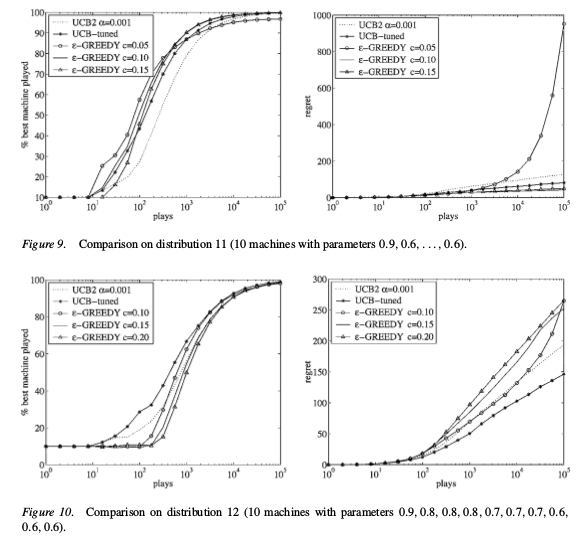 100
90
80
70
60
50
40
30
20
10
% best machine played
UCB2 α=0.001
UCB-tuned
ε-GREEDY c=0.05
ε-GREEDY c=0.10
ε-GREEDY c=0.15
10^0 10^1 10^2 10^3 10^4 10^5
plays
1000
800
600
400
200
0
regret
UCB2 α=0.001
UCB-tuned
ε-GREEDY c=0.05
ε-GREEDY c=0.10
ε-GREEDY c=0.15
10^0 10^1 10^2 10^3 10^4 10^5
plays
Figure 9. Comparison on distribution 11 (10 machines with parameters 0.9, 0.6, . . . , 0.6).
100
80
60
40
20
0
% best machine played
UCB2 α=0.001
UCB-tuned
ε-GREEDY c=0.10
ε-GREEDY c=0.15
ε-GREEDY c=0.20
10^0 10^1 10^2 10^3 10^4 10^5
plays
300
250
200
150
100
50
0
regret
UCB2 α=0.001
UCB-tuned
ε-GREEDY c=0.10
ε-GREEDY c=0.15
ε-GREEDY c=0.20
10^0 10^1 10^2 10^3 10^4 10^5
plays
Figure 10. Comparison on distribution 12 (10 machines with parameters 0.9, 0.8, 0.8, 0.8, 0.7, 0.7, 0.7, 0.6,
0.6, 0.6).